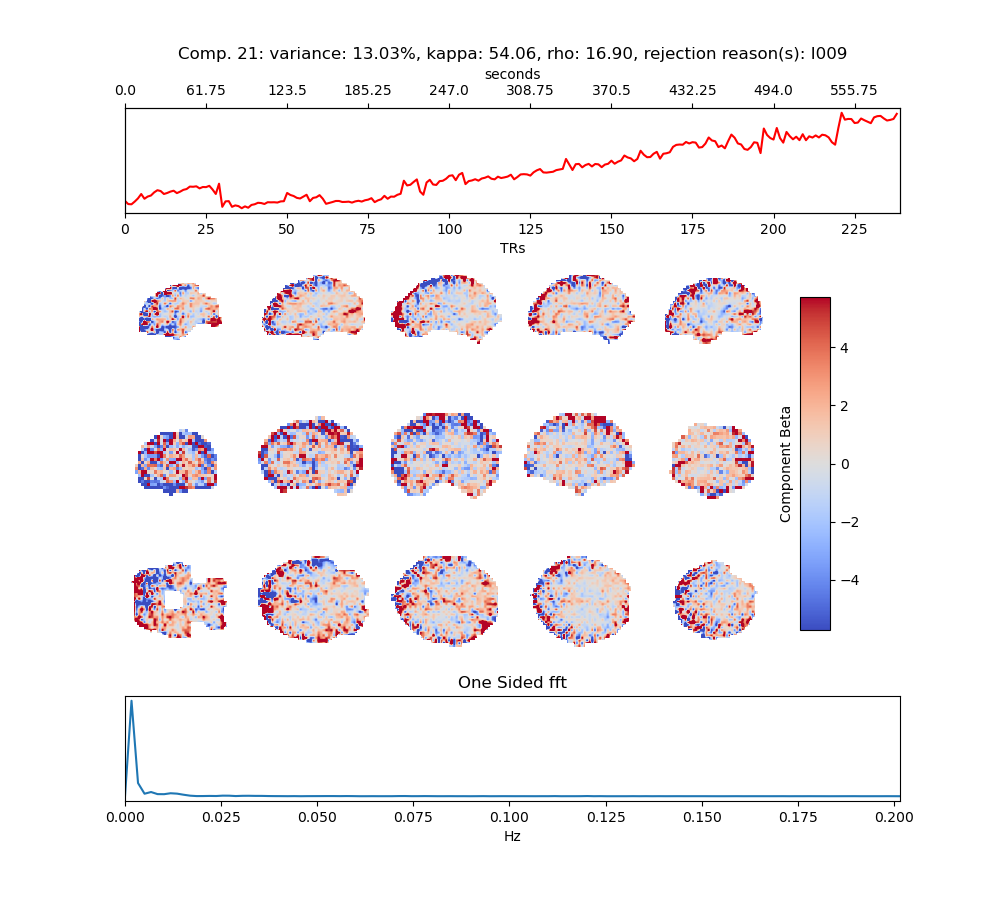 Comp. 21: variance: 13.03%, kappa: 54.06, rho: 16.90, rejection reason(s): I009
seconds
0.0 61.75 123.5 185.25 247.0 308.75 370.5 432.25 494.0 555.75
0 25 50 75 100 125 150 175 200 225
TRs
4
2
0
−2
−4
Component Beta
One Sided fft
0.000 0.025 0.050 0.075 0.100 0.125 0.150 0.175 0.200
Hz